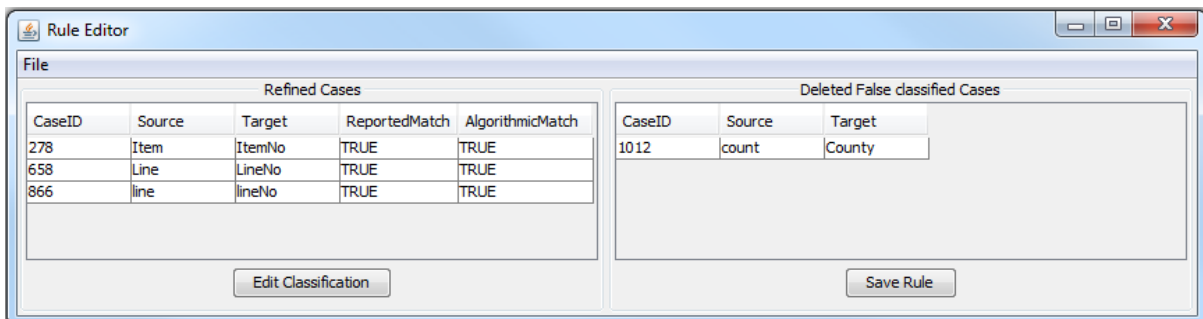 Rule Editor
File
Refined Cases
CaseID Source Target ReportedMatch AlgorithmicMatch
278 Item ItemNo TRUE TRUE
658 Line LineNo TRUE TRUE
866 line lineNo TRUE TRUE
Edit Classification
Deleted False classified Cases
CaseID Source Target
1012 count County
Save Rule